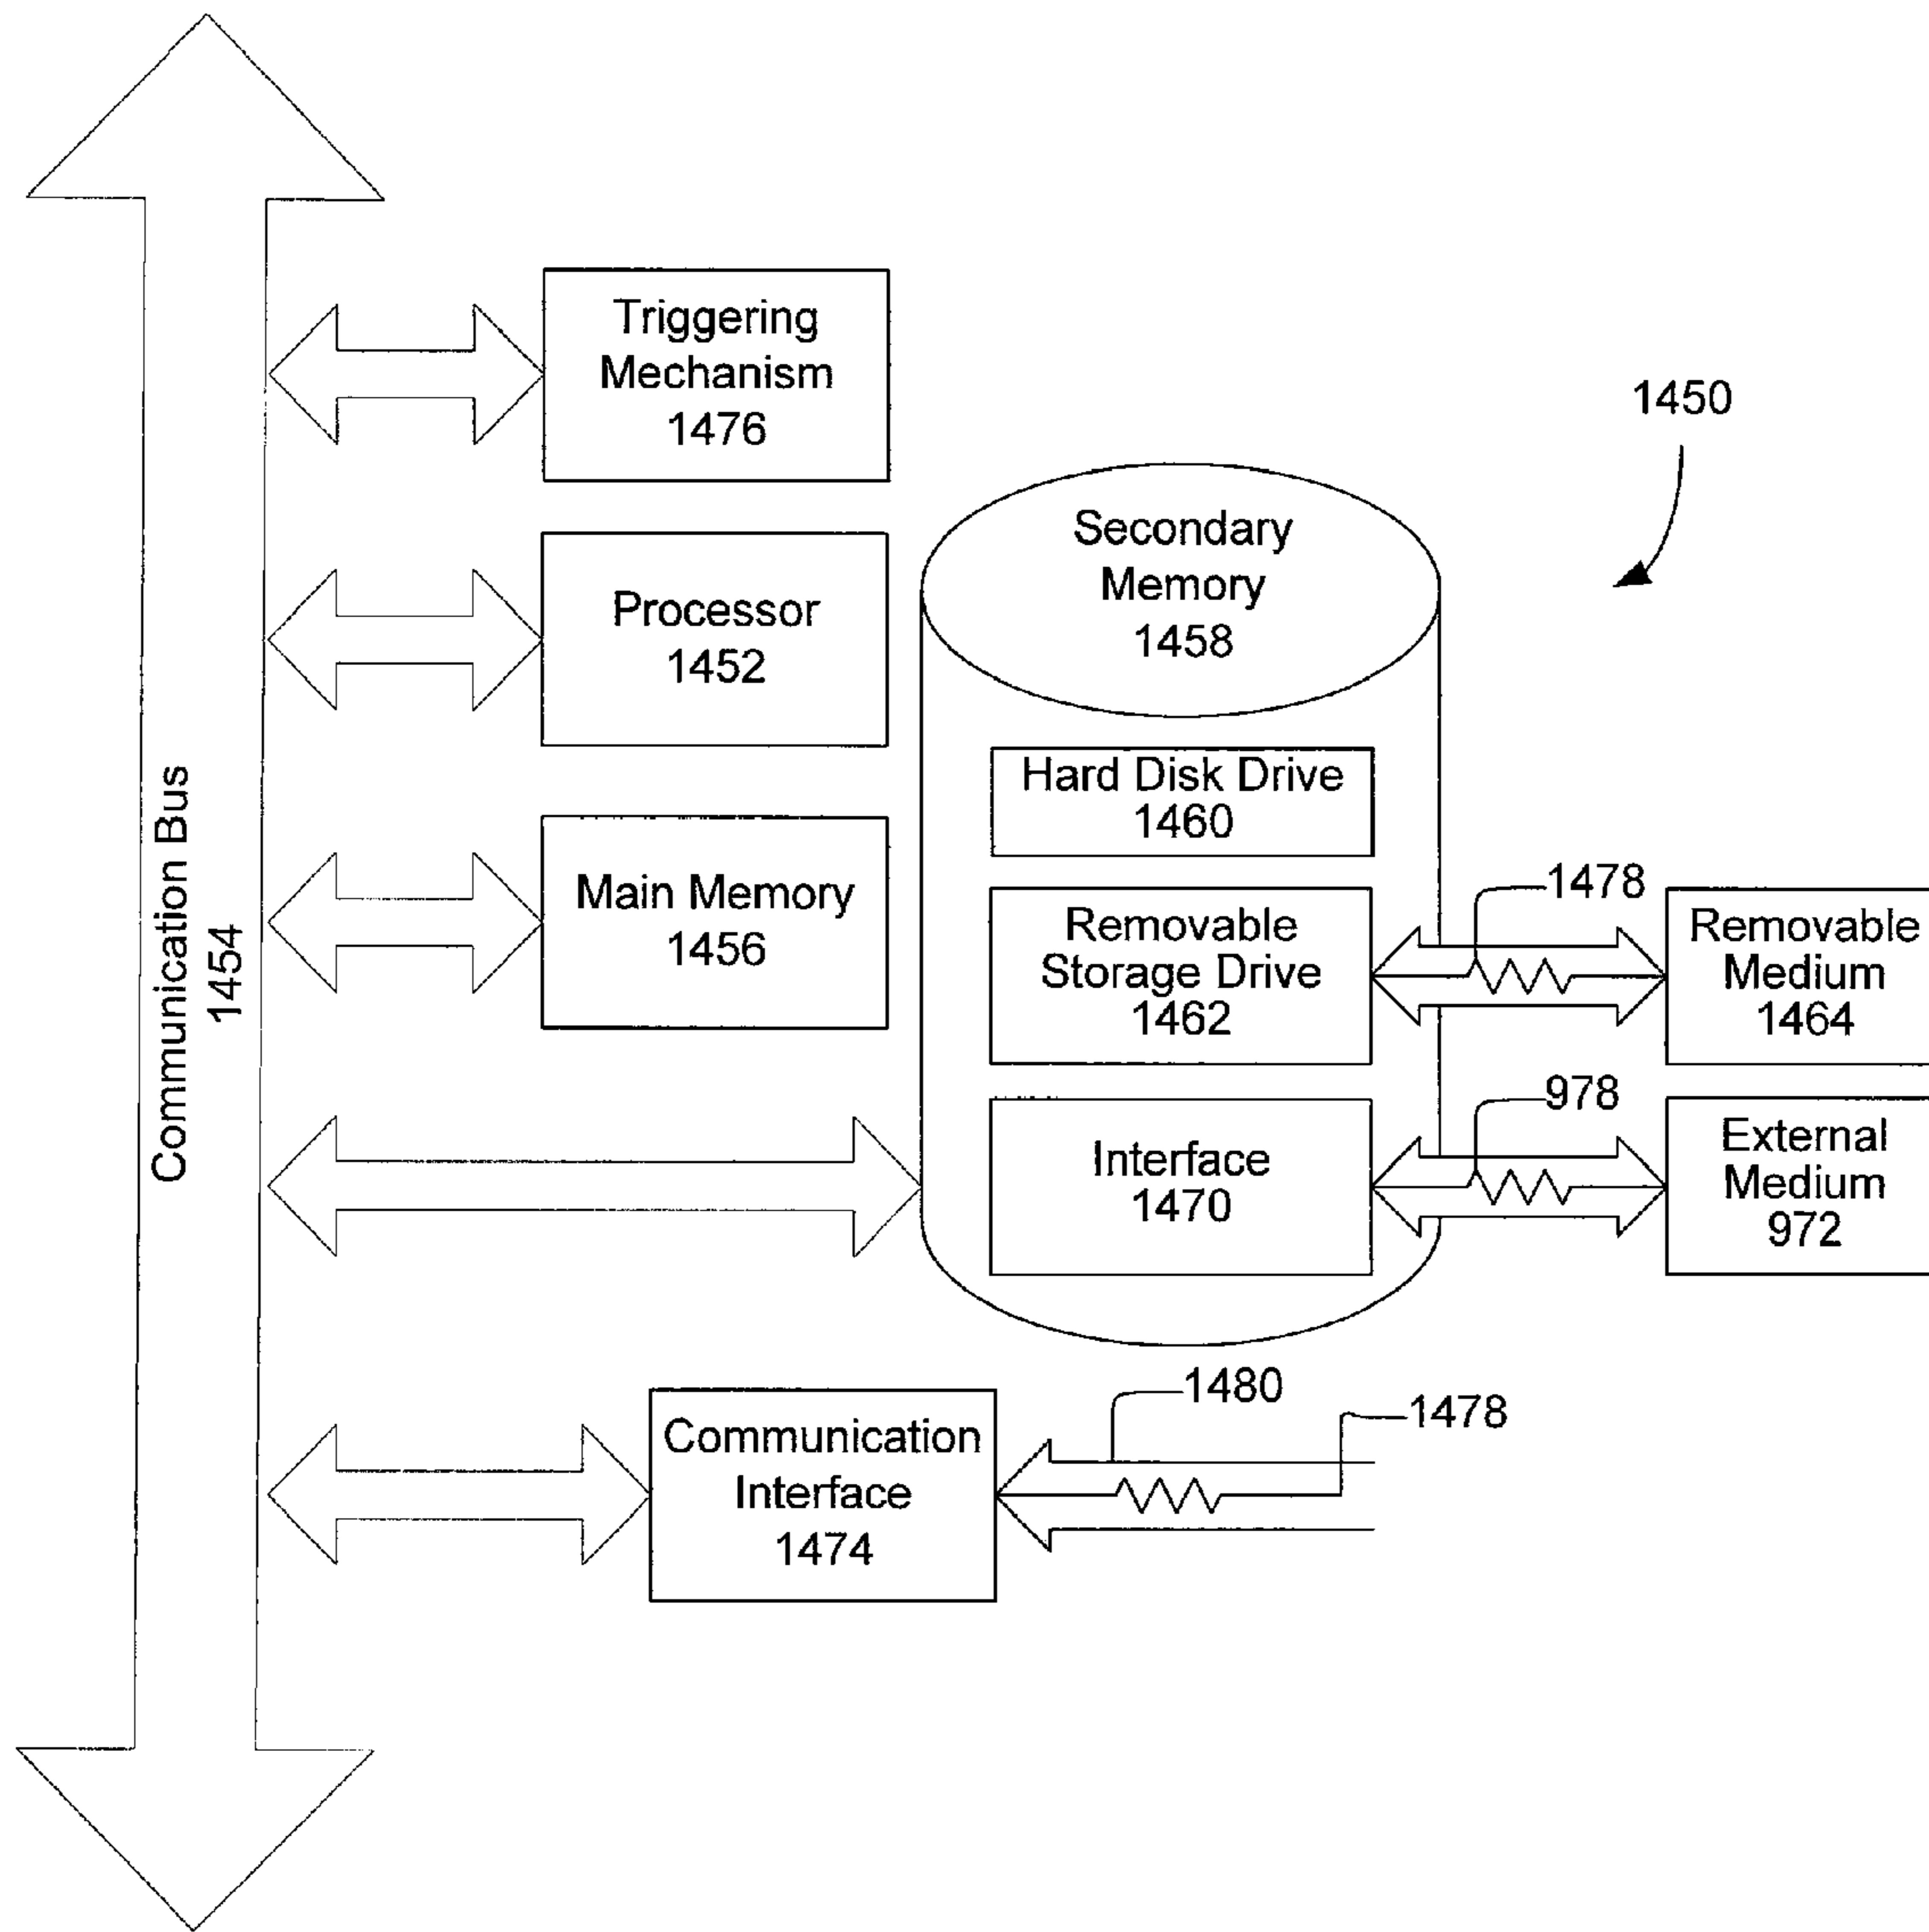 Triggering
Mechanism
1476
1450
Secondary
Memory
1458
Processor
1452
Hard Disk Drive
1460
Communication Bus
1454
Main Memory
1456
1478
Removable
Storage Drive
1462
Removable
Medium
1464
978
Interface
1470
External
Medium
972
1480
1478
Communication
Interface
1474